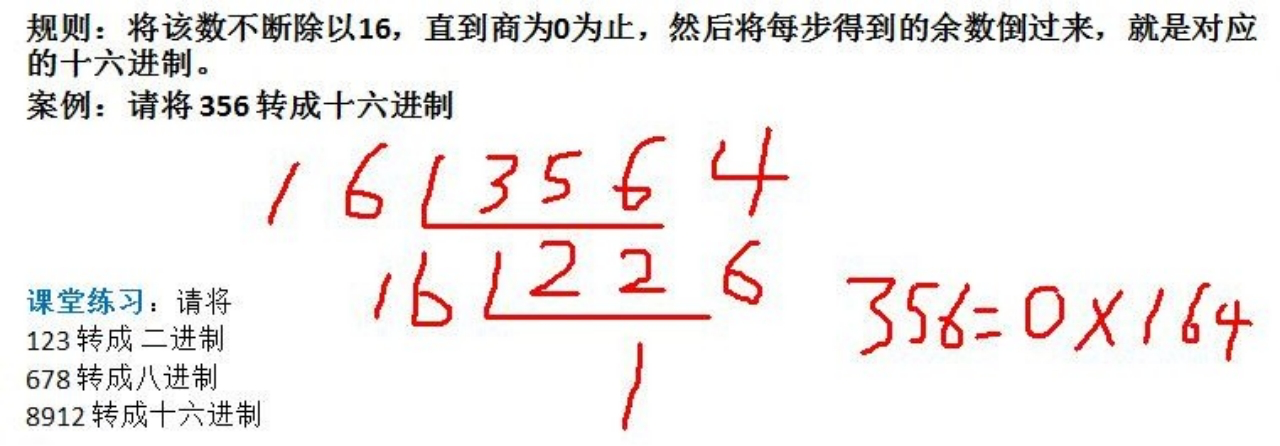 规则：将该数不断除以16，直到商为0为止，然后将每步得到的余数倒过来，就是对应
的十六进制。
案例：请将 356 转成十六进制
16 356 4
16 22 6
1
356=0x164
课堂练习：请将
123 转成 二进制
678 转成八进制
8912 转成十六进制